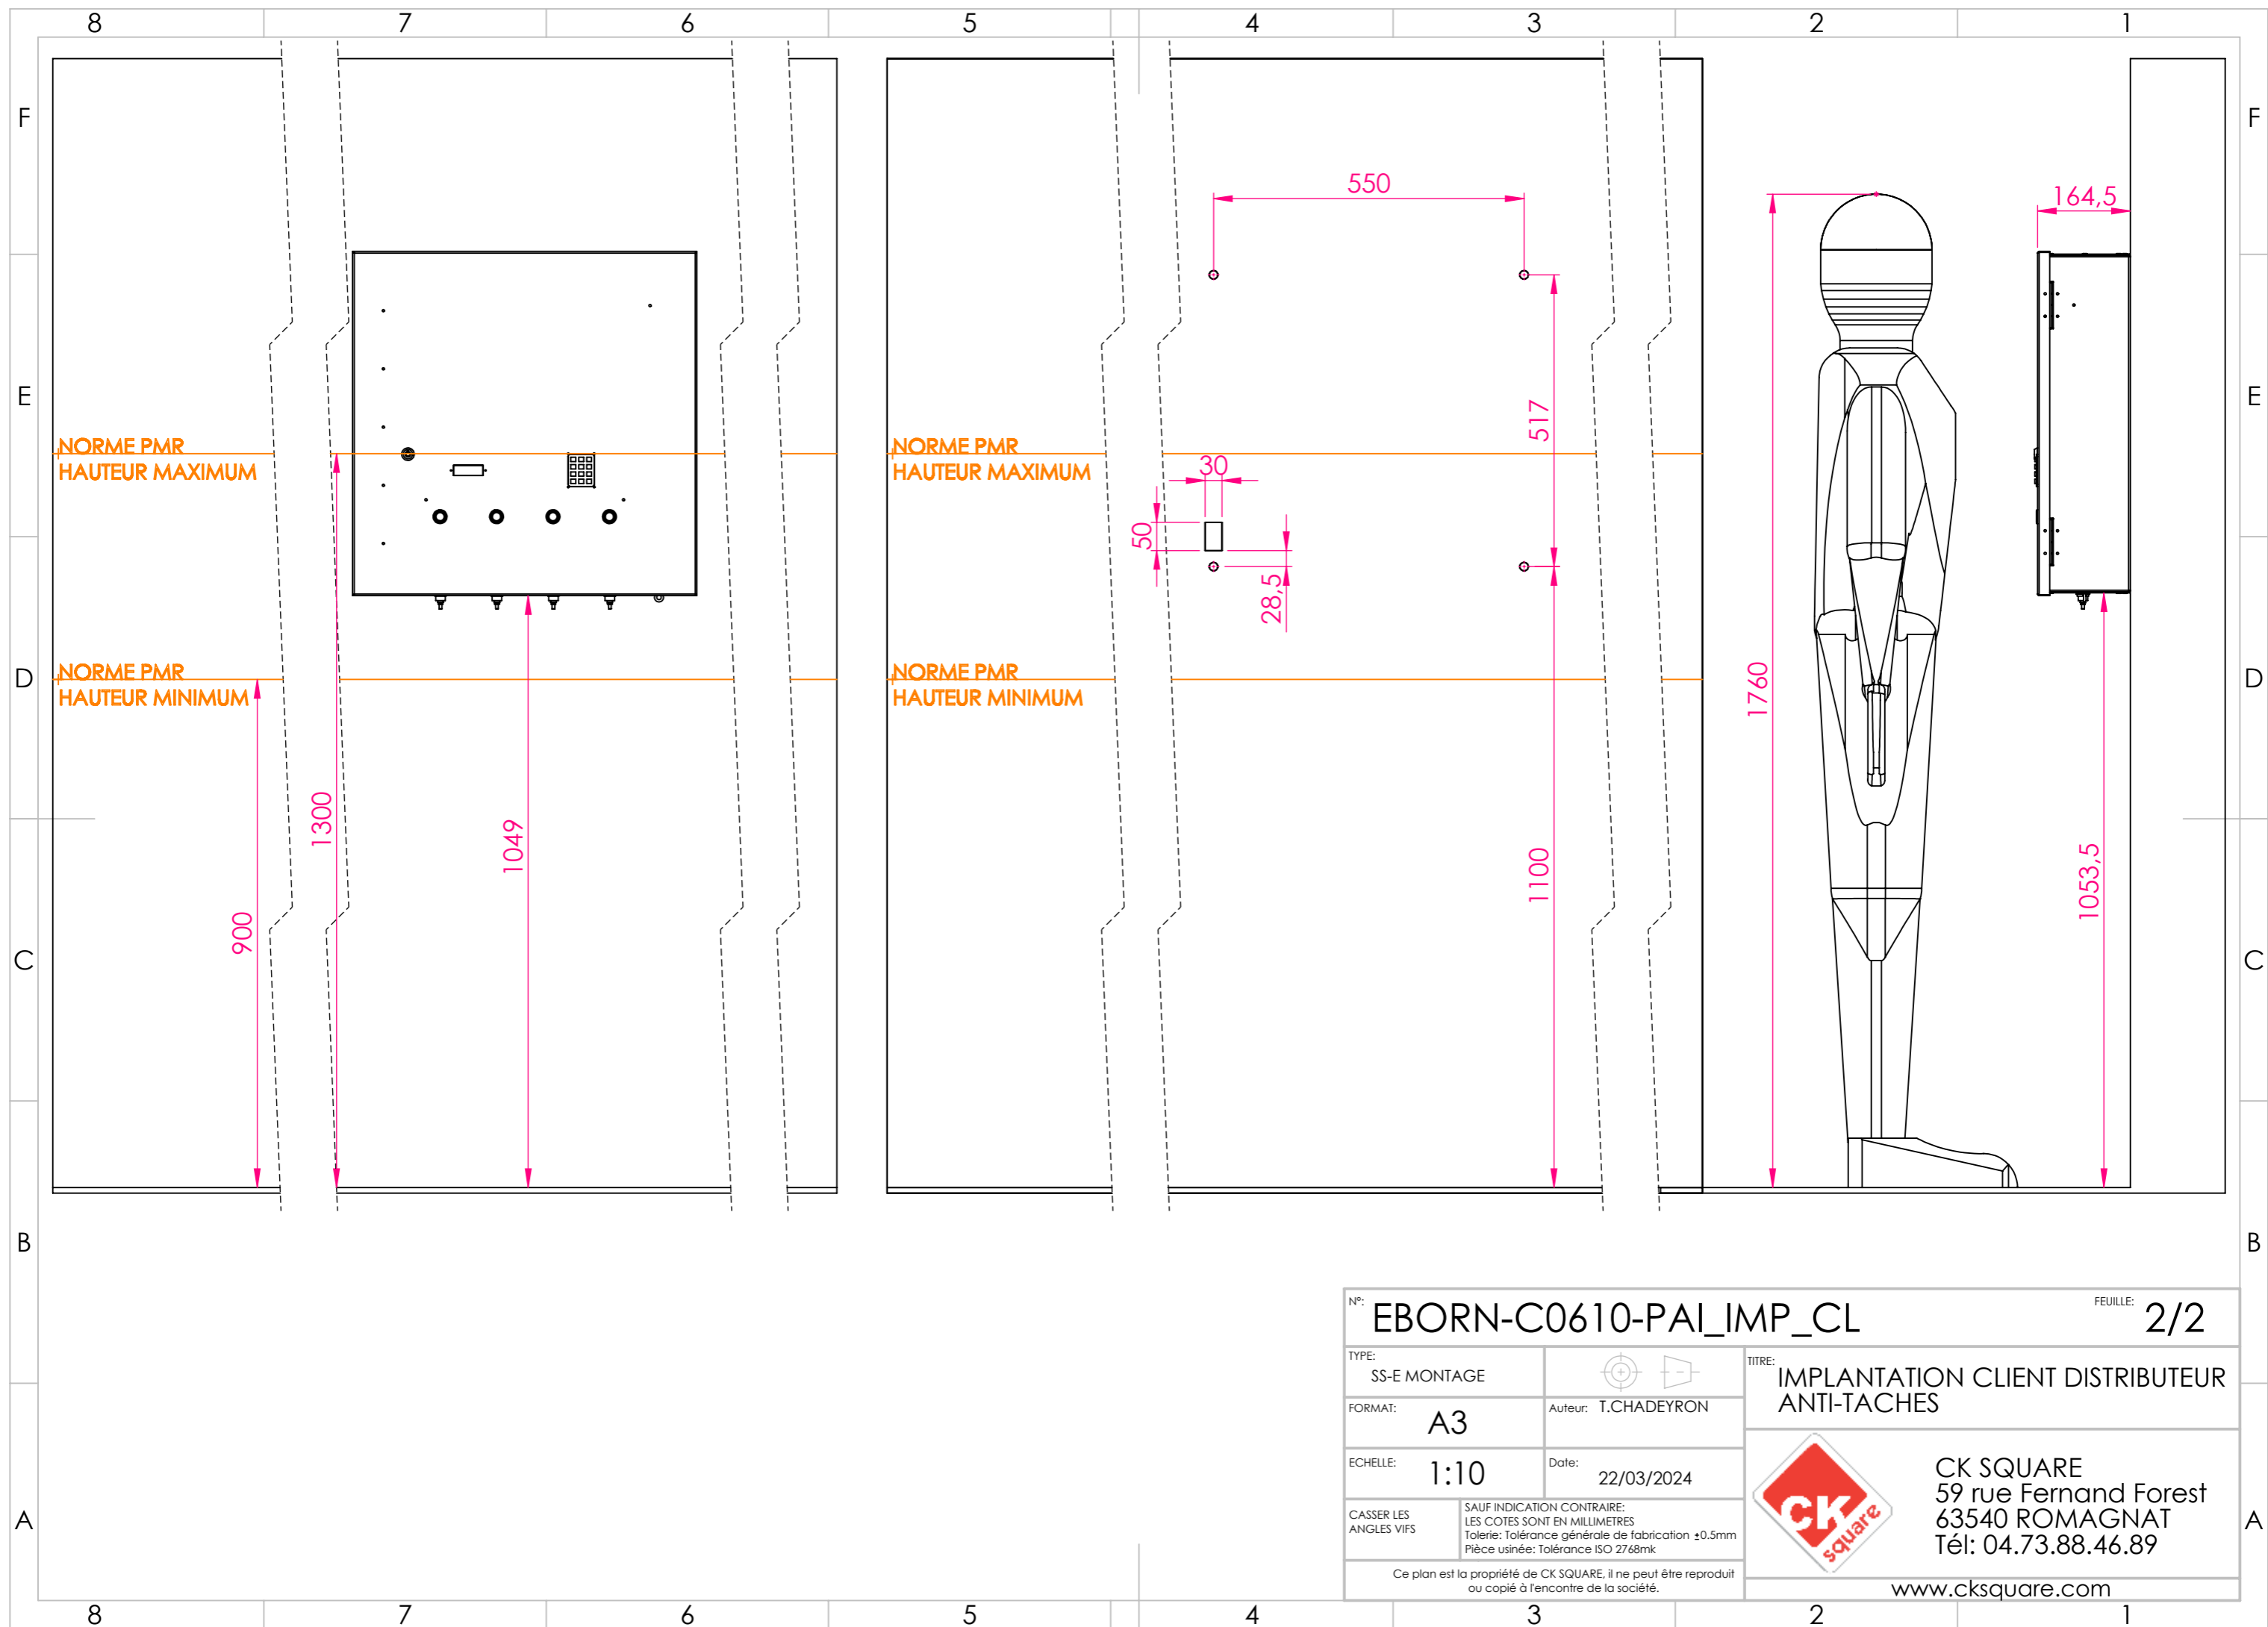 8 7 6 5 4 3 2 1
F
F
550
164,5
E
E
517
NORME PMR
HAUTEUR MAXIMUM
NORME PMR
HAUTEUR MAXIMUM
30
50
28,5
D
D
NORME PMR
HAUTEUR MINIMUM
NORME PMR
HAUTEUR MINIMUM
1760
1300
1049
1100
1053,5
900
C
C
B
B
N°: EBORN-C0610-PAI_IMP_CL
FEUILLE: 2/2
TYPE:
SS-E MONTAGE
TITRE:
IMPLANTATION CLIENT DISTRIBUTEUR
ANTI-TACHES
FORMAT: A3
Auteur: T.CHADEYRON
ECHELLE: 1:10
Date:
22/03/2024
CASSER LES
ANGLES VIFS
SAUF INDICATION CONTRAIRE:
LES COTES SONT EN MILLIMETRES
Tolerie: Tolérance générale de fabrication ±0.5mm
Pièce usinée: Tolérance ISO 2768mk
Ce plan est la propriété de CK SQUARE, il ne peut être reproduit
ou copié à l'encontre de la société.
CK
square
CK SQUARE
59 rue Fernand Forest
63540 ROMAGNAT
Tél: 04.73.88.46.89
www.cksquare.com
A
A
8 7 6 5 4 3 2 1